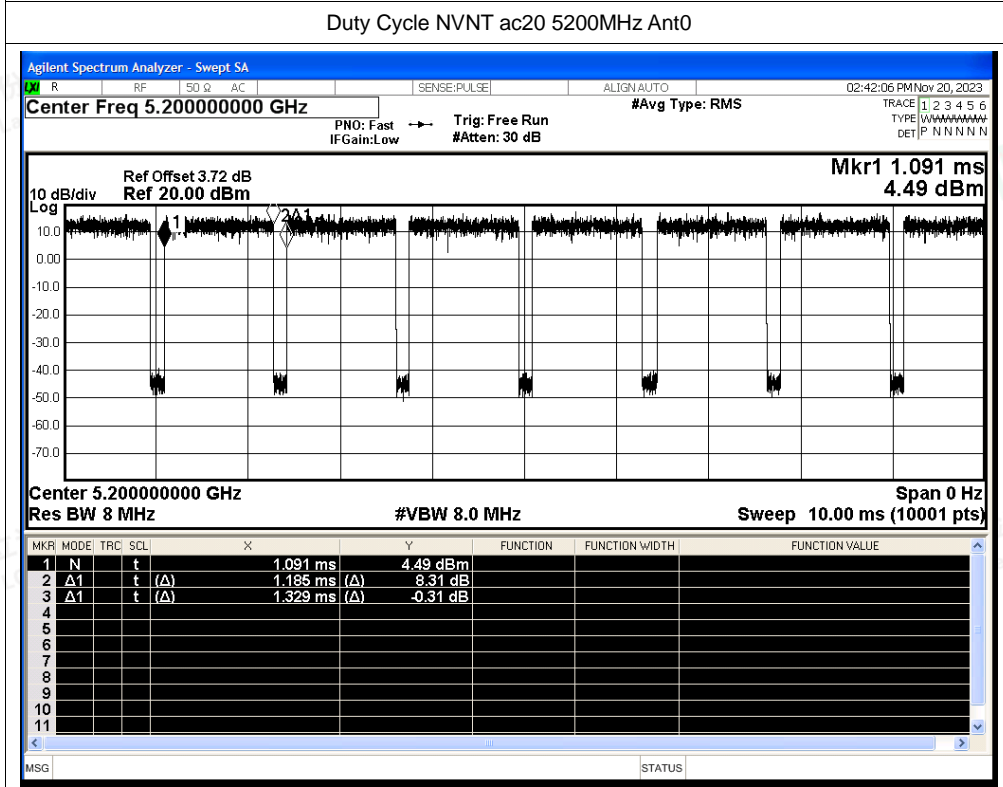 Duty Cycle NVNT ac20 5200MHz Ant0
Agilent Spectrum Analyzer - Swept SA
LXI R RF 50 Ω AC SENSE:PULSE ALIGN AUTO 02:42:06 PM Nov 20, 2023
Center Freq 5.200000000 GHz #Avg Type: RMS TRACE 1 2 3 4 5 6
PNO: Fast Trig: Free Run TYPE
IFGain:Low #Atten: 30 dB DET P N N N N N
Mkr1 1.091 ms
Ref Offset 3.72 dB
10 dB/div Ref 20.00 dBm 4.49 dBm
Log
1 2Δ1
10.0
0.00
-10.0
-20.0
-30.0
-40.0
-50.0
-60.0
-70.0
Center 5.200000000 GHz Span 0 Hz
Res BW 8 MHz #VBW 8.0 MHz Sweep 10.00 ms (10001 pts)
MKR MODE TRC SCL X Y FUNCTION FUNCTION WIDTH FUNCTION VALUE
1 N t 1.091 ms 4.49 dBm
2 Δ1 t (Δ) 1.185 ms (Δ) 8.31 dB
3 Δ1 t (Δ) 1.329 ms (Δ) -0.31 dB
4
5
6
7
8
9
10
11
MSG STATUS